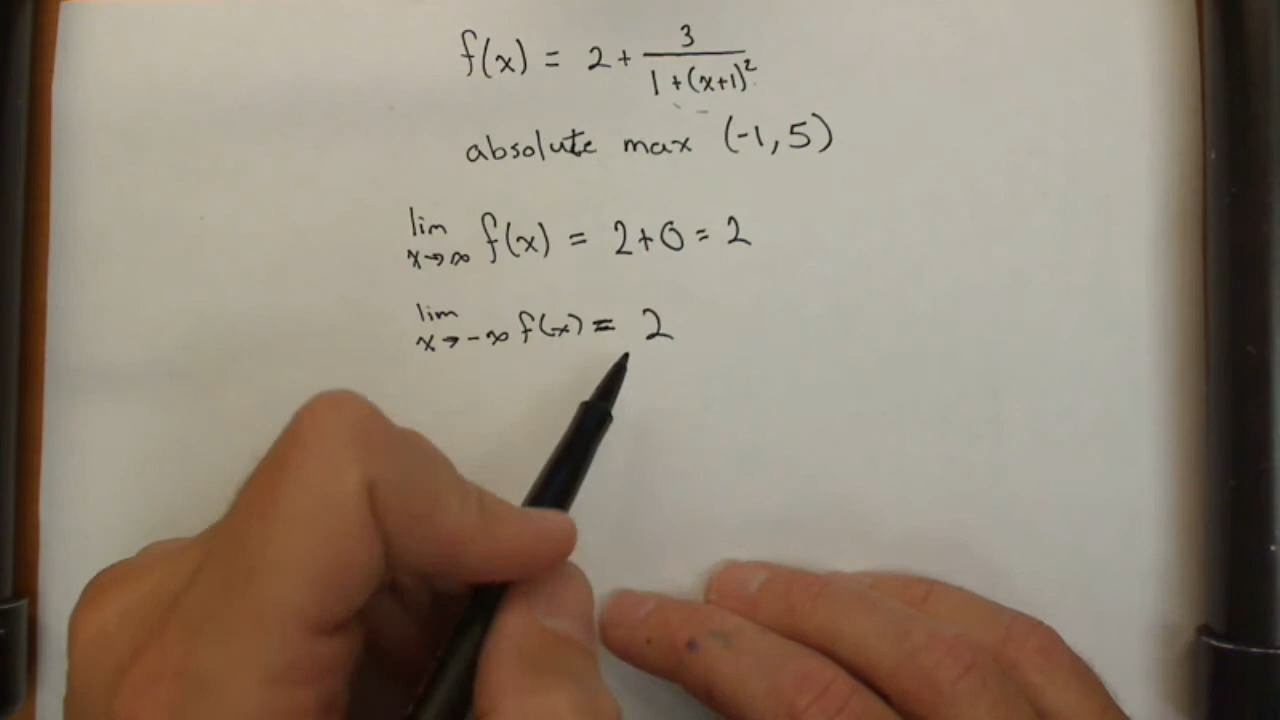 f(x) = 2 + 3/(1+(x+1)²)
absolute max (-1, 5)
lim x→∞ f(x) = 2+0 = 2
lim x→-∞ f(x) = 2